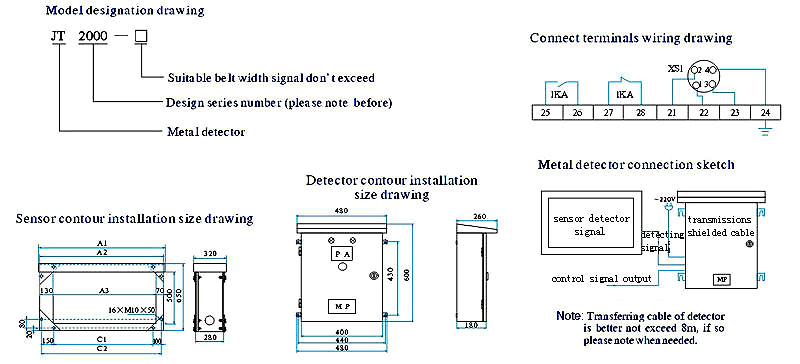 Model designation drawing
JT 2000 —
Suitable belt width signal don't exceed
Design series number (please note before)
Metal detector
Connect terminals wiring drawing
XS1
2 4
1 3
1KA
1KA
25 26 27 28 21 22 23 24
Metal detector connection sketch
~220V
sensor detector
signal
transmissions
shielded cable
detecting
signal
control signal output
MP
Note: Transferring cable of detector
is better not exceed 8m, if so
please note when needed.
Detector contour installation
size drawing
480
260
P A
430
600
M P
400
440
480
180
Sensor contour installation size drawing
A1
A2
320
130
A3
70
500
650
16×M10×50
80
20
150
C1
100
C2
280